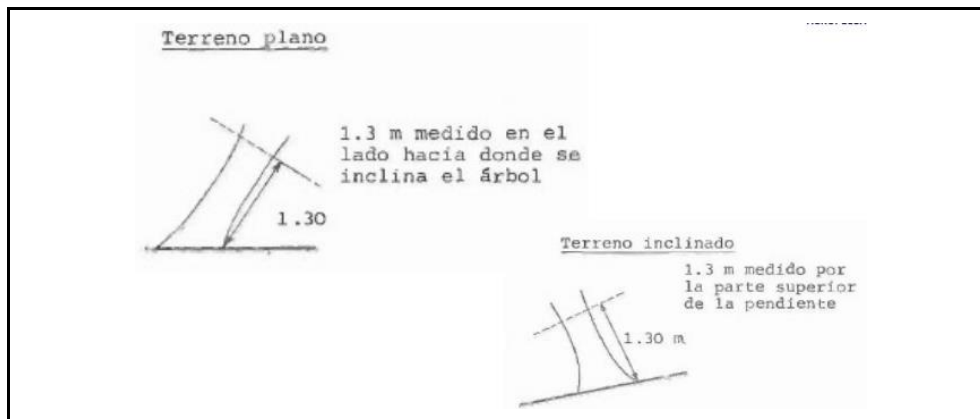 Terreno plano
1.3 m medido en el
lado hacia donde se
inclina el árbol
1.30
Terreno inclinado
1.3 m medido por
la parte superior
de la pendiente
1.30 m